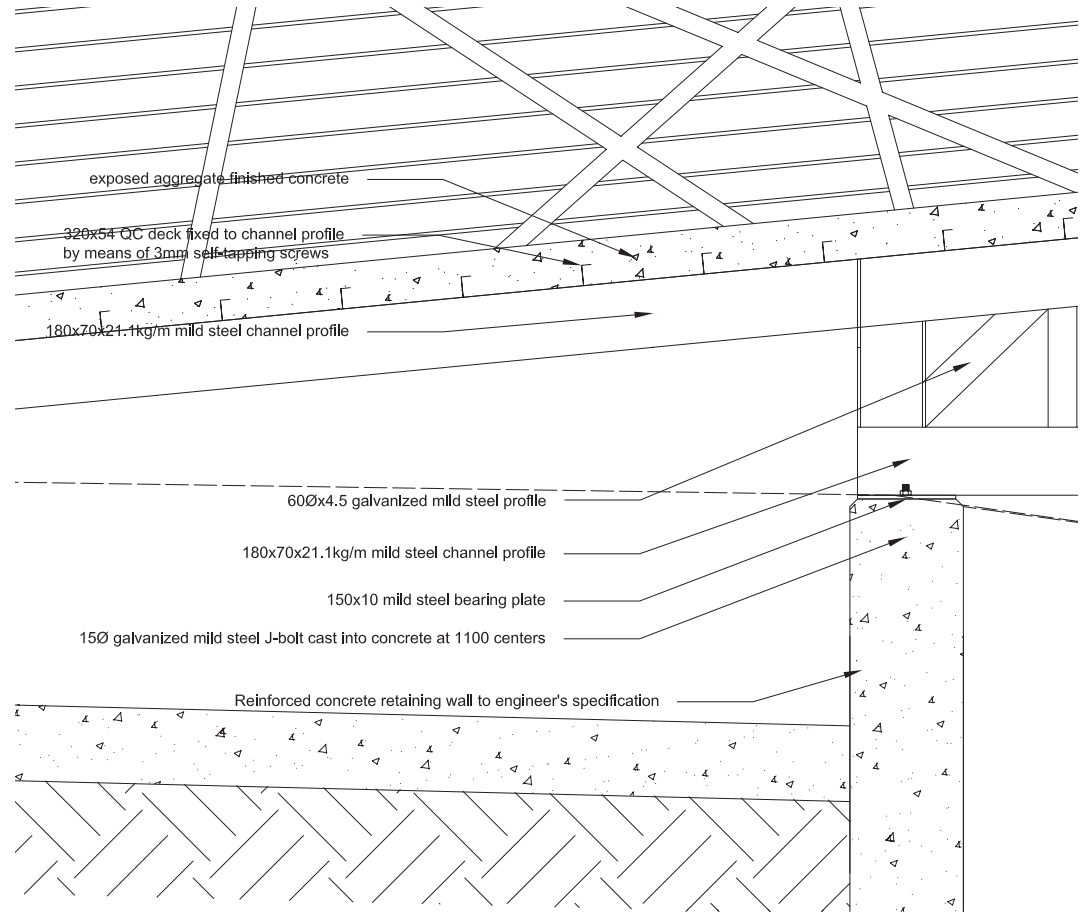 exposed aggregate finished concrete
320x54 QC deck fixed to channel profile
by means of 3mm self-tapping screws
180x70x21.1kg/m mild steel channel profile
60Øx4.5 galvanized mild steel profile
180x70x21.1kg/m mild steel channel profile
150x10 mild steel bearing plate
15Ø galvanized mild steel J-bolt cast into concrete at 1100 centers
Reinforced concrete retaining wall to engineer's specification